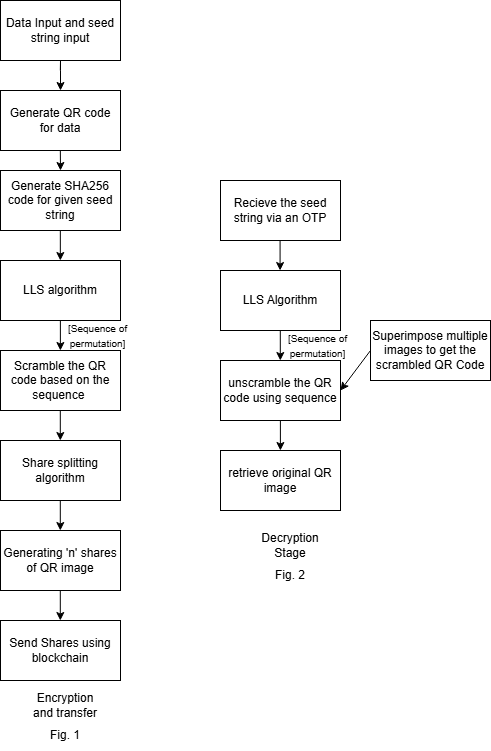 Data Input and seed
string input
Generate QR code
for data
Generate SHA256
code for given seed
string
LLS algorithm
[Sequence of
permutation]
Scramble the QR
code based on the
sequence
Share splitting
algorithm
Generating 'n' shares
of QR image
Send Shares using
blockchain
Encryption
and transfer
Fig. 1
Recieve the seed
string via an OTP
LLS Algorithm
[Sequence of
permutation]
Superimpose multiple
images to get the
scrambled QR Code
unscramble the QR
code using sequence
retrieve original QR
image
Decryption
Stage
Fig. 2